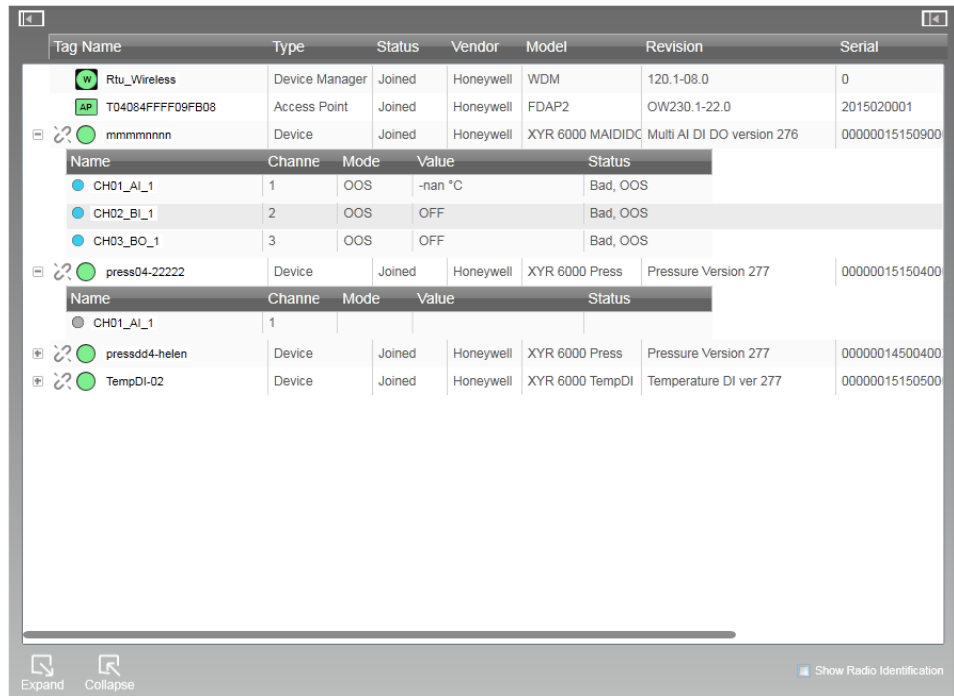 Tag Name Type Status Vendor Model Revision Serial
W Rtu_Wireless Device Manager Joined Honeywell WDM 120.1-08.0 0
AP T04084FFFF09FB08 Access Point Joined Honeywell FDAP2 OW230.1-22.0 2015020001
mmmmnnnn Device Joined Honeywell XYR 6000 MAIDIDO Multi AI DI DO version 276 00000015150900
Name Channe Mode Value Status
CH01_AI_1 1 OOS -nan °C Bad, OOS
CH02_BI_1 2 OOS OFF Bad, OOS
CH03_BO_1 3 OOS OFF Bad, OOS
press04-22222 Device Joined Honeywell XYR 6000 Press Pressure Version 277 00000015150400
Name Channe Mode Value Status
CH01_AI_1 1
pressdd4-helen Device Joined Honeywell XYR 6000 Press Pressure Version 277 00000014500400
TempDI-02 Device Joined Honeywell XYR 6000 TempDI Temperature DI ver 277 00000015150500
Expand Collapse Show Radio Identification